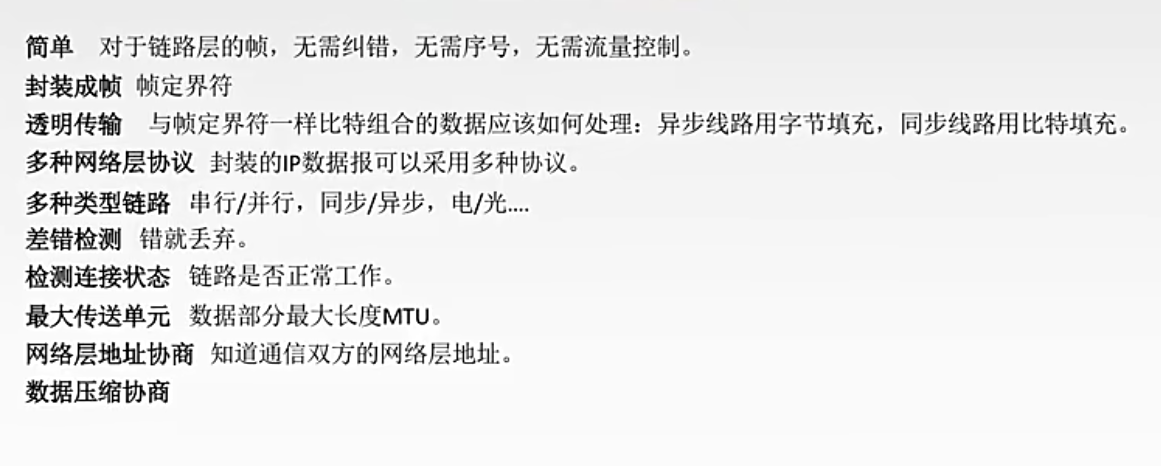 简单 对于链路层的帧，无需纠错，无需序号，无需流量控制。
封装成帧 帧定界符
透明传输 与帧定界符一样比特组合的数据应该如何处理：异步线路用字节填充，同步线路用比特填充。
多种网络层协议 封装的IP数据报可以采用多种协议。
多种类型链路 串行/并行，同步/异步，电/光....
差错检测 错就丢弃。
检测连接状态 链路是否正常工作。
最大传送单元 数据部分最大长度MTU。
网络层地址协商 知道通信双方的网络层地址。
数据压缩协商